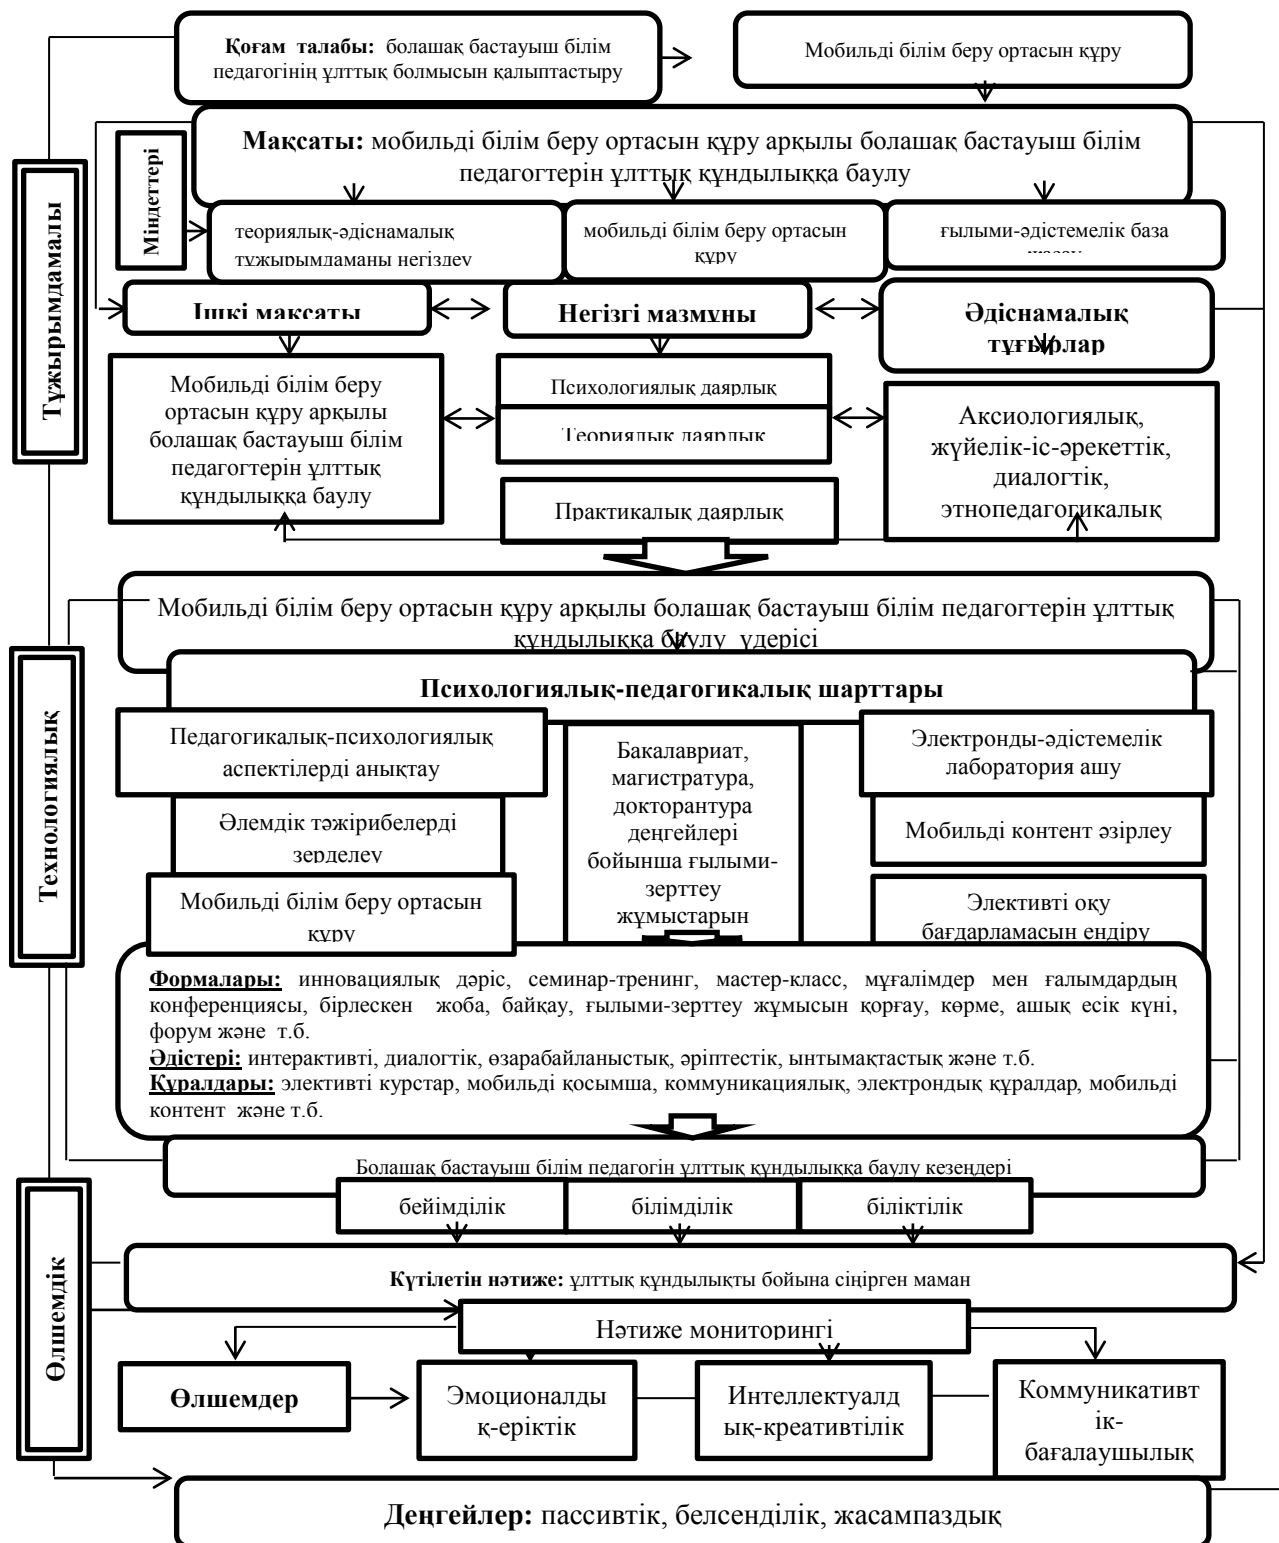 Қоғам талабы: болашақ бастауыш білім
педагогінің ұлттық болмысын қалыптастыру
Мобильді білім беру ортасын құру
Тұжырымдамалы
Міндеттері
Мақсаты: мобильді білім беру ортасын құру арқылы болашақ бастауыш білім
педагогтерін ұлттық құндылыққа баулу
теориялық-әдіснамалық
тұжырымдаманы негіздеу
мобильді білім беру ортасын
құру
ғылыми-әдістемелік база
Ішкі мақсаты
Негізгі мазмұны
Әдіснамалық
тұғырлар
Мобильді білім беру
ортасын құру арқылы
болашақ бастауыш білім
педагогтерін ұлттық
құндылыққа баулу
Психологиялық даярлық
Теориялық даярлық
Практикалық даярлық
Аксиологиялық,
жүйелік-іс-әрекеттік,
диалогтік,
этнопедагогикалық
Технологиялық
Мобильді білім беру ортасын құру арқылы болашақ бастауыш білім педагогтерін ұлттық
құндылыққа баулу үдерісі
Психологиялық-педагогикалық шарттары
Педагогикалық-психологиялық
аспектілерді анықтау
Әлемдік тәжірибелерді
зерделеу
Мобильді білім беру ортасын
құру
Бакалавриат,
магистратура,
докторантура
деңгейлері
бойынша ғылыми-
зерттеу
жұмыстарын
Электронды-әдістемелік
лаборатория ашу
Мобильді контент әзірлеу
Элективті оқу
бағдарламасын ендіру
Формалары: инновациялық дәріс, семинар-тренинг, мастер-класс, мұғалімдер мен ғалымдардың
конференциясы, бірлескен жоба, байқау, ғылыми-зерттеу жұмысын қорғау, көрме, ашық есік күні,
форум және т.б.
Әдістері: интерактивті, диалогтік, өзарабайланыстық, әріптестік, ынтымақтастық және т.б.
Құралдары: элективті курстар, мобильді қосымша, коммуникациялық, электрондық құралдар, мобильді
контент және т.б.
Болашақ бастауыш білім педагогін ұлттық құндылыққа баулу кезеңдері
бейімділік
білімділік
біліктілік
Өлшемдік
Күтілетін нәтиже: ұлттық құндылықты бойына сіңірген маман
Нәтиже мониторингі
Өлшемдер
Эмоционалды
қ-еріктік
Интеллектуалд
ық-креативтілік
Коммуникативт
ік-
бағалаушылық
Деңгейлер: пассивтік, белсенділік, жасампаздық